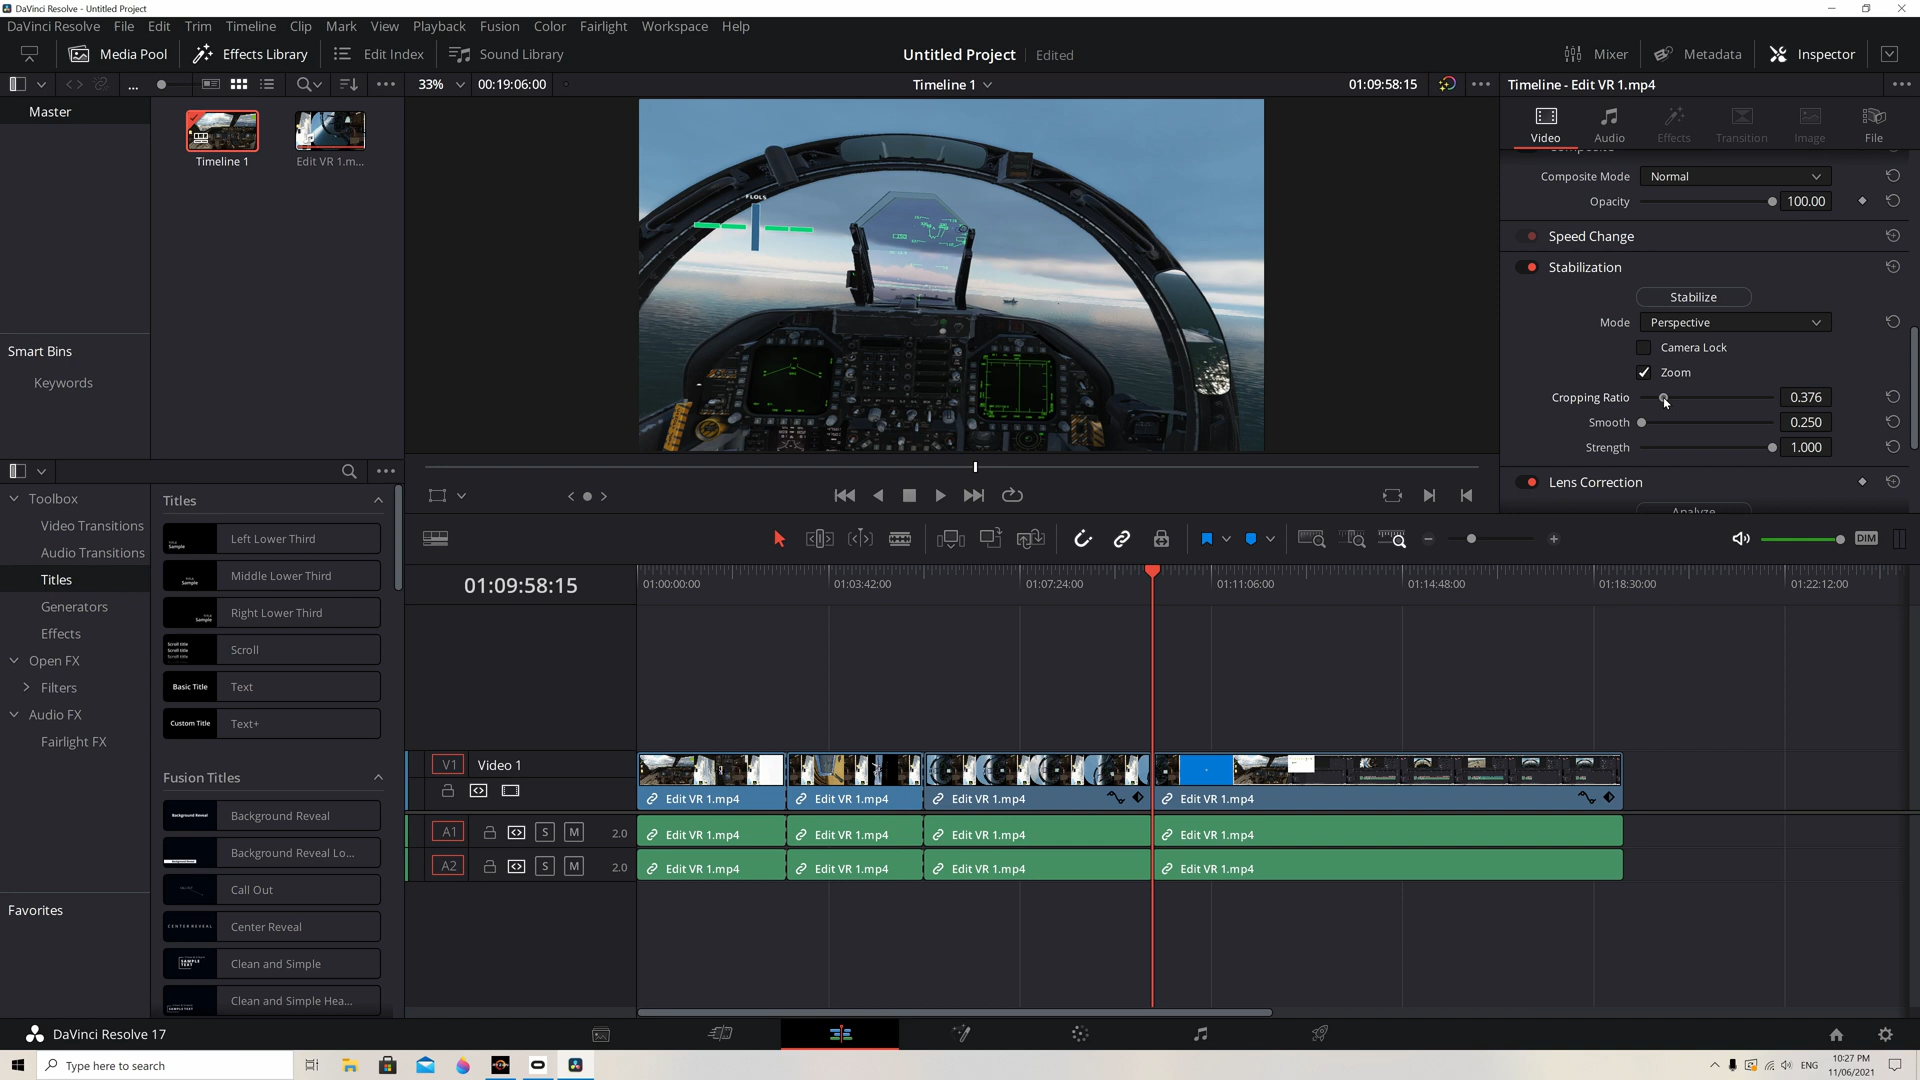 DaVinci Resolve - Untitled Project
DaVinci Resolve File Edit Trim Timeline Clip Mark View Playback Fusion Color Fairlight Workspace Help
Media Pool Effects Library Edit Index Sound Library Untitled Project Edited Mixer Metadata Inspector
33% 00:19:06:00 Timeline 1 01:09:58:15 Timeline - Edit VR 1.mp4
Master
Timeline 1
Edit VR 1.m...
Smart Bins
Keywords
FLOLS
Video Audio Effects Transition Image File
Composite Mode Normal
Opacity 100.00
Speed Change
Stabilization
Stabilize
Mode Perspective
Camera Lock
Zoom
Cropping Ratio 0.376
Smooth 0.250
Strength 1.000
Lens Correction
Analyze
Toolbox
Video Transitions
Audio Transitions
Titles
Generators
Effects
Open FX
Filters
Audio FX
Fairlight FX
Favorites
Titles
Left Lower Third
Middle Lower Third
Right Lower Third
Scroll
Basic Title Text
Custom Title Text+
Fusion Titles
Background Reveal Background Reveal
Background Reveal Lo...
Call Out
CENTER REVEAL Center Reveal
Clean and Simple
Clean and Simple Hea...
DIM
01:09:58:15
01:00:00:00 01:03:42:00 01:07:24:00 01:11:06:00 01:14:48:00 01:18:30:00 01:22:12:00
V1 Video 1
Edit VR 1.mp4 Edit VR 1.mp4 Edit VR 1.mp4 Edit VR 1.mp4
A1 S M 2.0 Edit VR 1.mp4 Edit VR 1.mp4 Edit VR 1.mp4 Edit VR 1.mp4
A2 S M 2.0 Edit VR 1.mp4 Edit VR 1.mp4 Edit VR 1.mp4 Edit VR 1.mp4
DaVinci Resolve 17
Type here to search
ENG
10:27 PM
11/06/2021